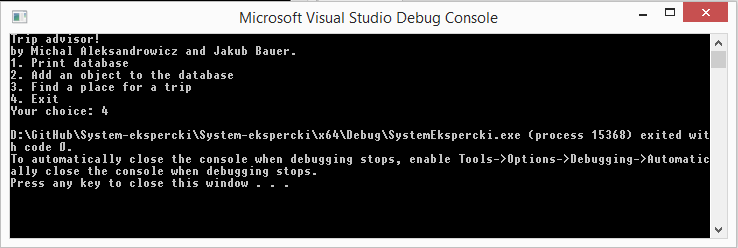 Microsoft Visual Studio Debug Console
Trip advisor!
by Michal Aleksandrowicz and Jakub Bauer.
1. Print database
2. Add an object to the database
3. Find a place for a trip
4. Exit
Your choice: 4
D:\GitHub\System-ekspercki\System-ekspercki\x64\Debug\SystemEkspercki.exe (process 15368) exited wit
h code 0.
To automatically close the console when debugging stops, enable Tools->Options->Debugging->Automatic
ally close the console when debugging stops.
Press any key to close this window . . .